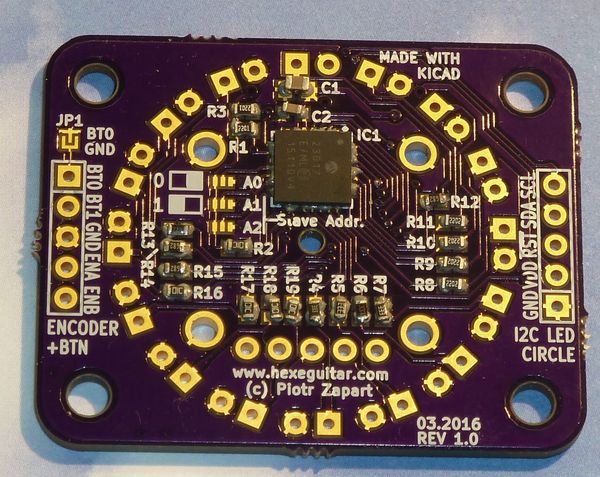 MADE WITH
KICAD
C1
R3
C2
JP1
BTO
GND
IC1
R1
23017
E/ML
0
A0
1
A1
A2
Slave Addr.
BTO BT1 GND ENA ENB
R12
R11
R10
R9
R8
R13
R14
R2
R15
R16
R17
R18
R19
R4
R5
R6
R7
GND VDD RST SDA SCL
ENCODER
+BTN
I2C LED
CIRCLE
www.hexeguitar.com
(c) Piotr Zapart
03.2016
REV 1.0